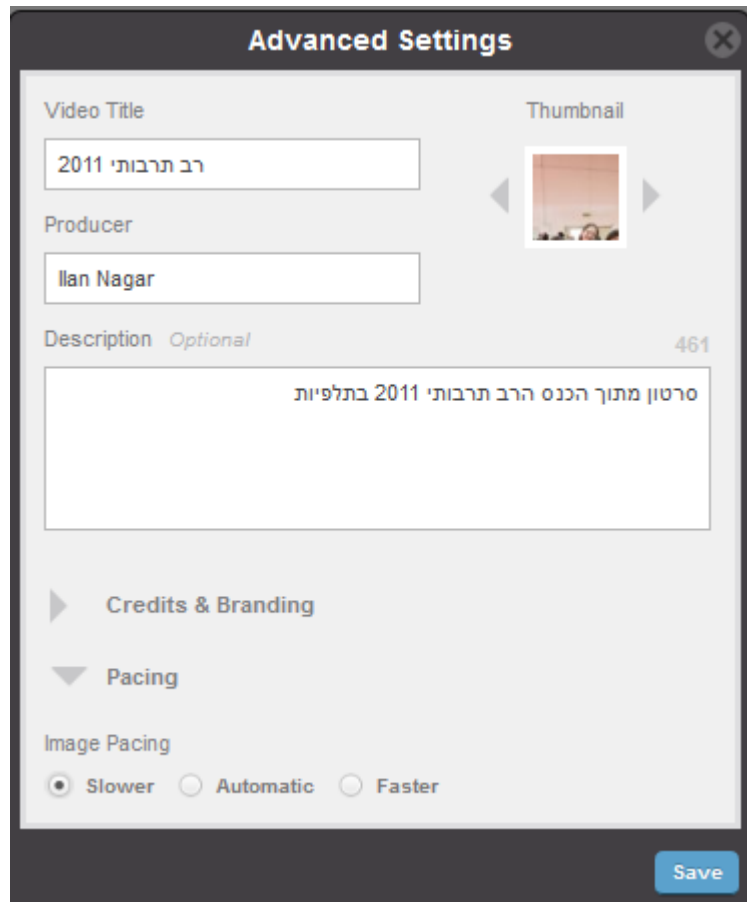 Advanced Settings
Video Title
Thumbnail
רב תרבותי 2011
Producer
Ilan Nagar
Description Optional
461
סרטון מתוך הכנס הרב תרבותי 2011 בתלפיות
Credits & Branding
Pacing
Image Pacing
Slower Automatic Faster
Save